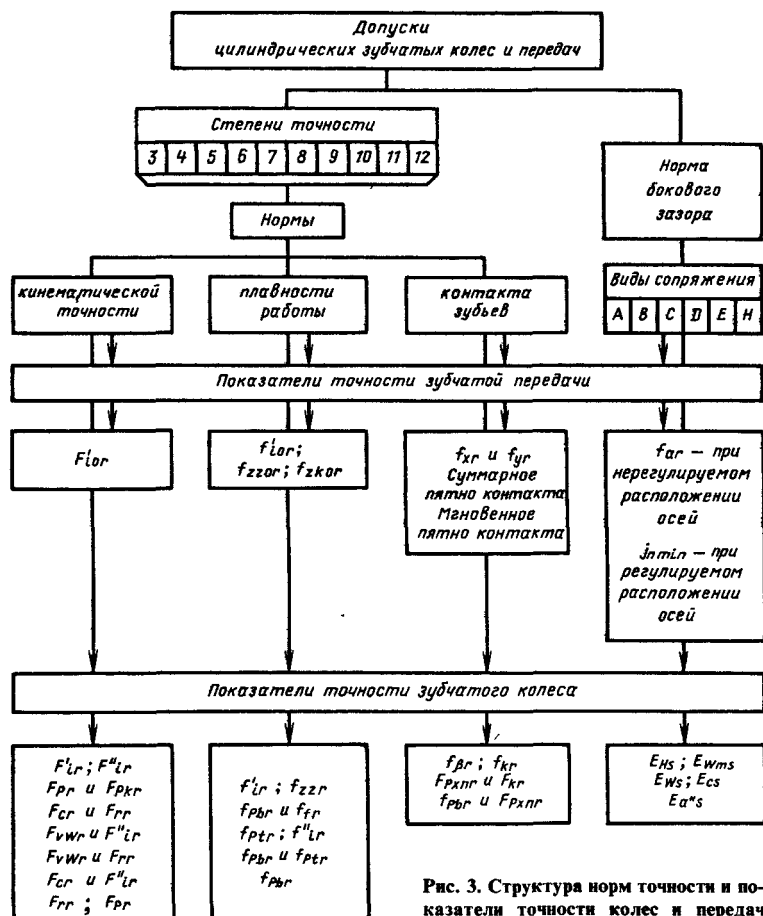 Допуски
цилиндрических зубчатых колес и передач
Степени точности
3 4 5 6 7 8 9 10 11 12
Норма
бокового
зазора
Нормы
кинематической
точности
плавности
работы
контакта
зубьев
Виды сопряжения
A B C D E H
Показатели точности зубчатой передачи
F'ior
f'ior;
fzzor; fzkor
fxr и fyr
Суммарное
пятно контакта
Мгновенное
пятно контакта
far — при
нерегулируемом
расположении
осей
jnmin — при
регулируемом
расположении
осей
Показатели точности зубчатого колеса
F'ir; F"ir
Fpr и Fpkr
Fcr и Frr
Fvwr и F"ir
Fvwr и Frr
Fcr и F"ir
Frr; Fpr
f'ir; fzzr
fpbr и ffr
fptr; f"ir
fpbr и fptr
fpbr
fβr; fkr
Fpxnr и Fkr
fpbr и Fpxnr
EHs; EWms
EWs; Ecs
Ea"s
Рис. 3. Структура норм точности и по-
казатели точности колес и передач